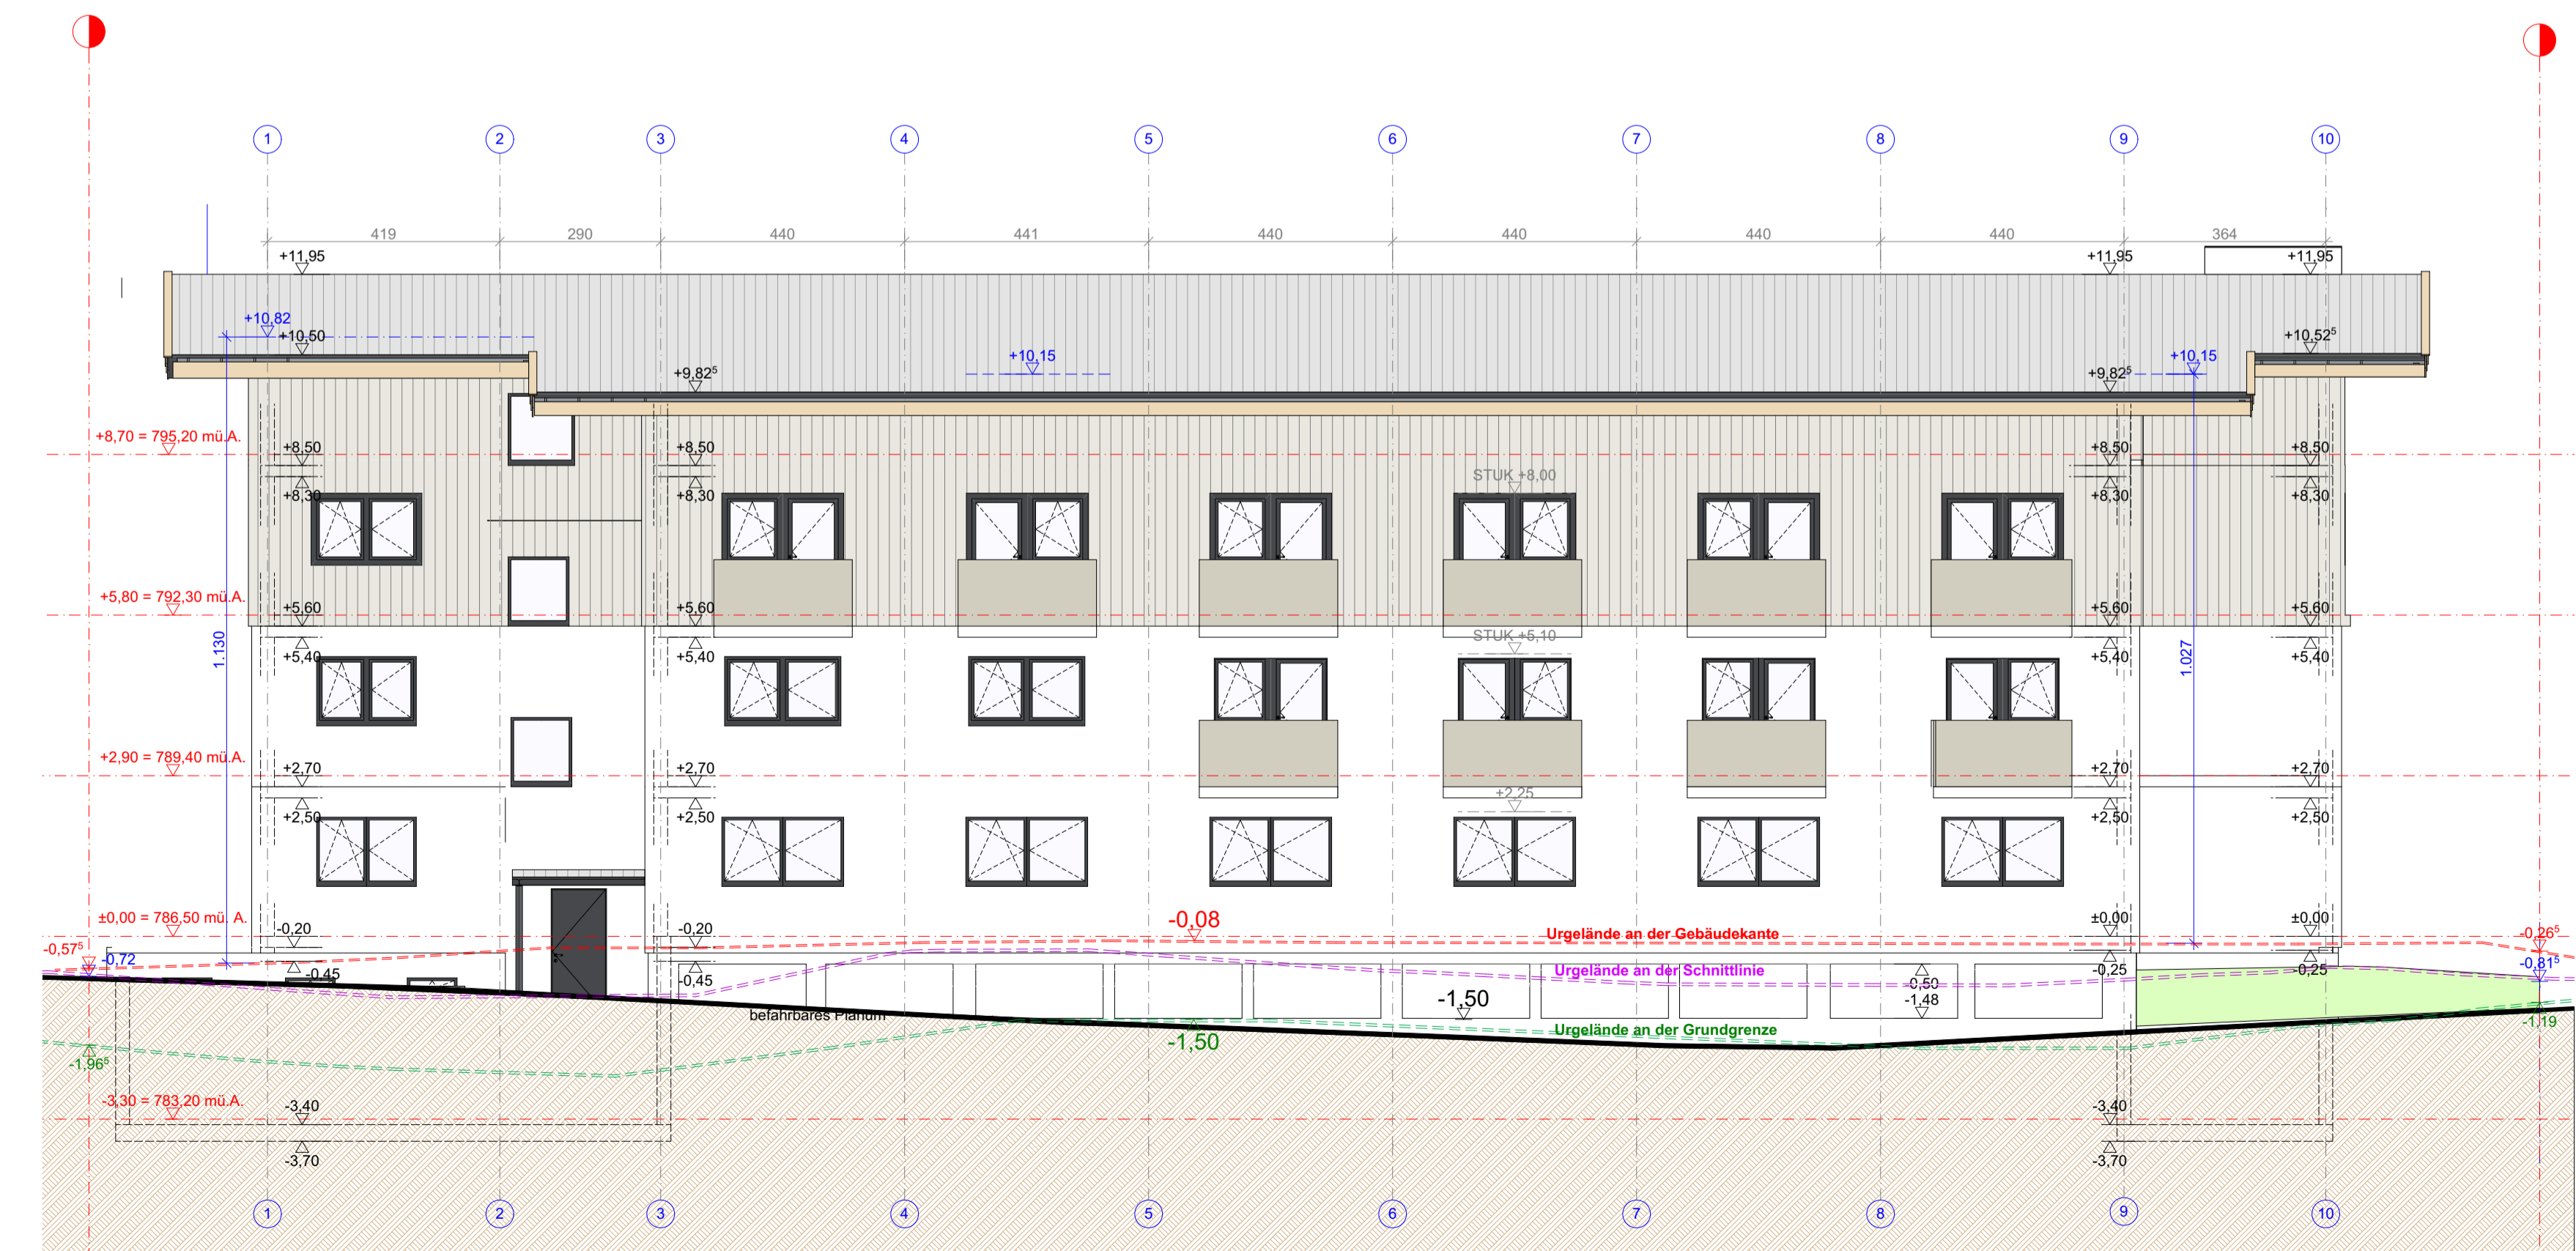 1 2 3 4 5 6 7 8 9 10
419 290 440 441 440 440 440 440 364
+11,95 +11,95 +11,95
+10,82
+10,50 +10,52⁵
+10,15 +10,15
+9,82⁵ +9,82⁵
+8,70 = 795,20 mü.A.
+8,50 +8,50 +8,50 +8,50
STUK +8,00
+8,30 +8,30 +8,30 +8,30
+5,80 = 792,30 mü.A.
+5,60 +5,60 +5,60 +5,60
STUK +5,10
1.130
1.027
+5,40 +5,40 +5,40 +5,40
+2,90 = 789,40 mü.A.
+2,70 +2,70 +2,70 +2,70
+2,25
+2,50 +2,50 +2,50 +2,50
±0,00 = 786,50 mü. A.
-0,08
±0,00 ±0,00
-0,20 -0,20
Urgelände an der Gebäudekante
-0,26⁵
-0,57⁵
-0,72
-0,81⁵
-0,45 -0,45
Urgelände an der Schnittlinie
-0,25 -0,25
-0,50
-1,48
-1,50
befahrbares Planum
-1,19
Urgelände an der Grundgrenze
-1,50
-1,96⁵
-3,30 = 783,20 mü.A.
-3,40 -3,40
-3,70 -3,70
1 2 3 4 5 6 7 8 9 10